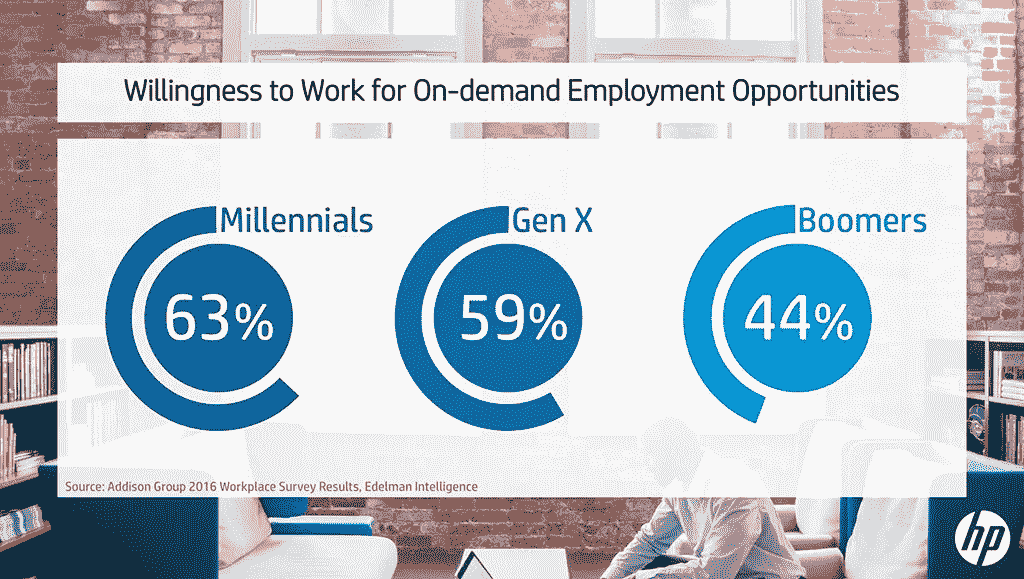 Willingness to Work for On-demand Employment Opportunities
Millennials
63%
Gen X
59%
Boomers
44%
Source: Addison Group 2016 Workplace Survey Results, Edelman Intelligence
hp